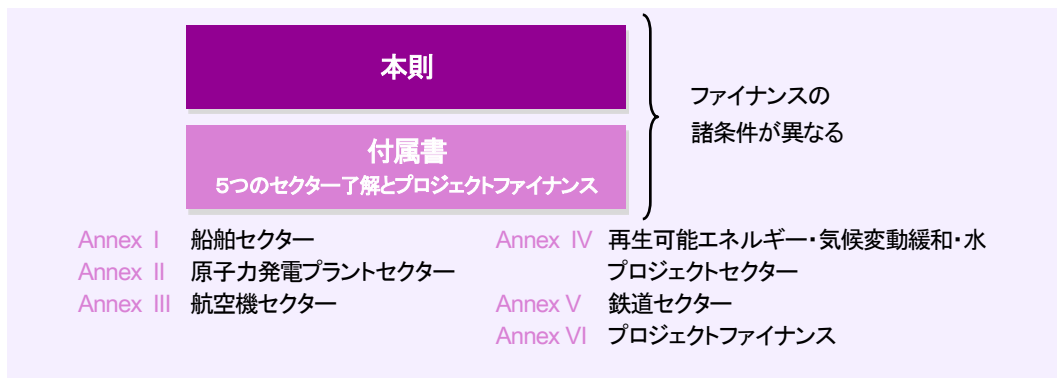 本則
付属書
5つのセクター了解とプロジェクトファイナンス
ファイナンスの
諸条件が異なる
Annex I 船舶セクター
Annex II 原子力発電プラントセクター
Annex III 航空機セクター
Annex IV 再生可能エネルギー・気候変動緩和・水
プロジェクトセクター
Annex V 鉄道セクター
Annex VI プロジェクトファイナンス